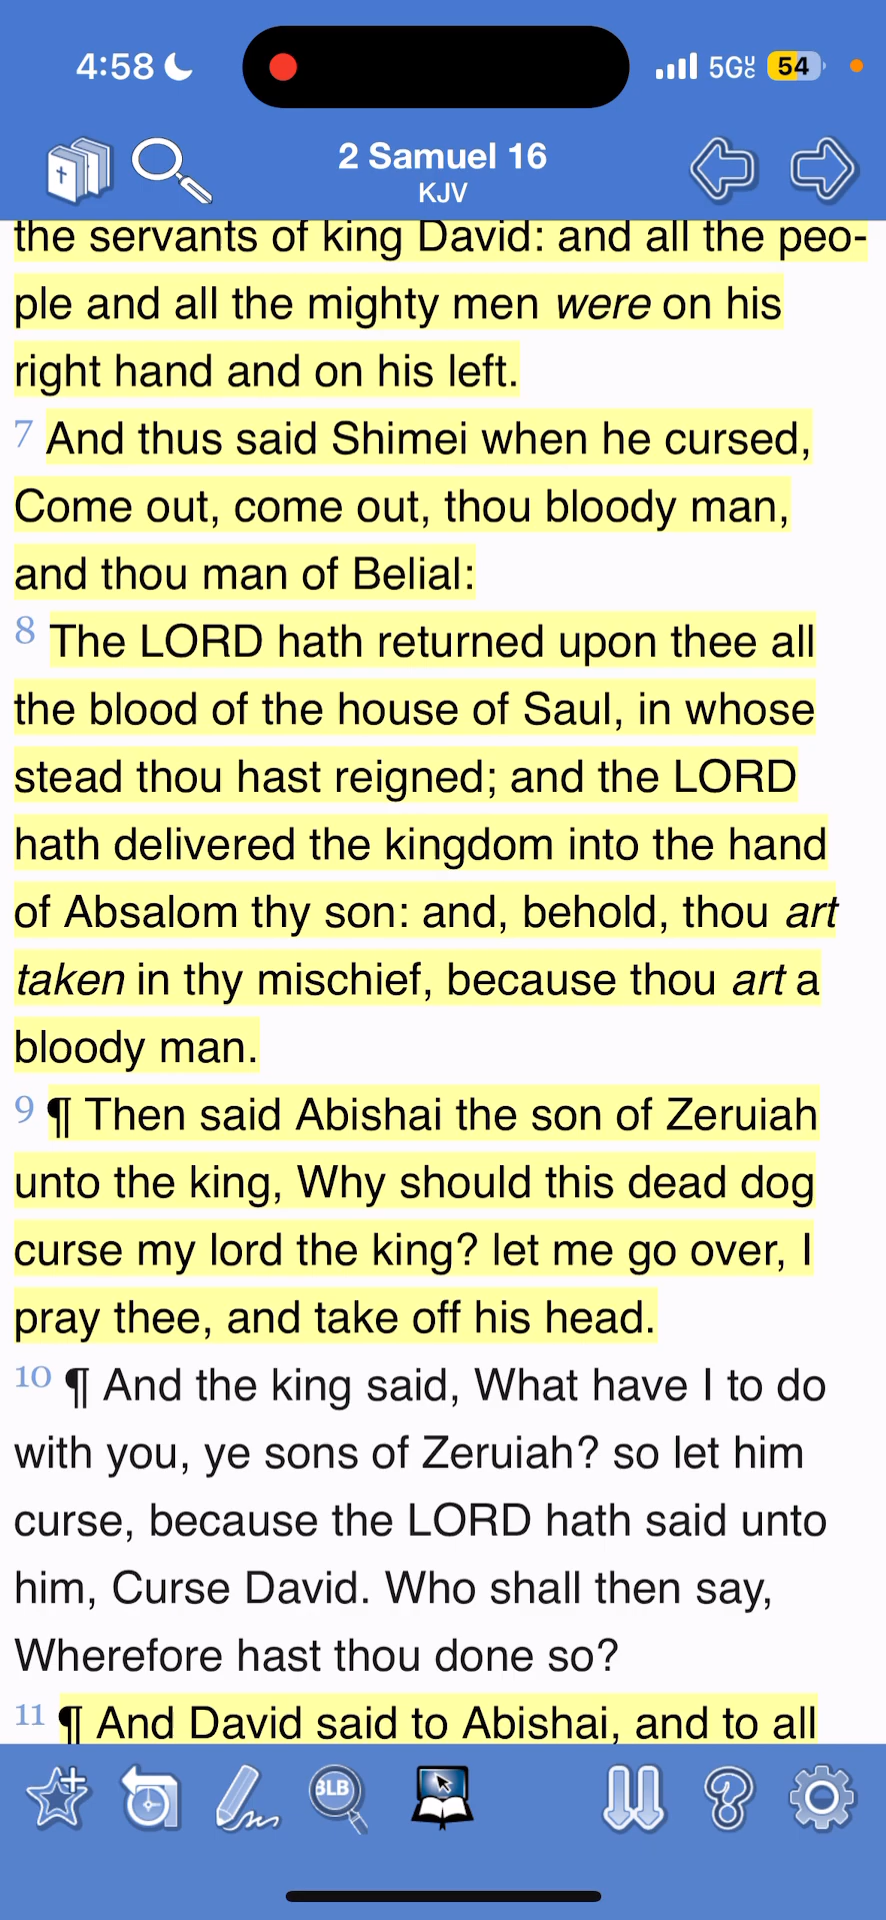 4:58
5GUC
54
2 Samuel 16
KJV
the servants of king David: and all the peo-
ple and all the mighty men were on his
right hand and on his left.
7 And thus said Shimei when he cursed,
Come out, come out, thou bloody man,
and thou man of Belial:
8 The LORD hath returned upon thee all
the blood of the house of Saul, in whose
stead thou hast reigned; and the LORD
hath delivered the kingdom into the hand
of Absalom thy son: and, behold, thou art
taken in thy mischief, because thou art a
bloody man.
9 ¶ Then said Abishai the son of Zeruiah
unto the king, Why should this dead dog
curse my lord the king? let me go over, I
pray thee, and take off his head.
10 ¶ And the king said, What have I to do
with you, ye sons of Zeruiah? so let him
curse, because the LORD hath said unto
him, Curse David. Who shall then say,
Wherefore hast thou done so?
11 ¶ And David said to Abishai, and to all
BLB